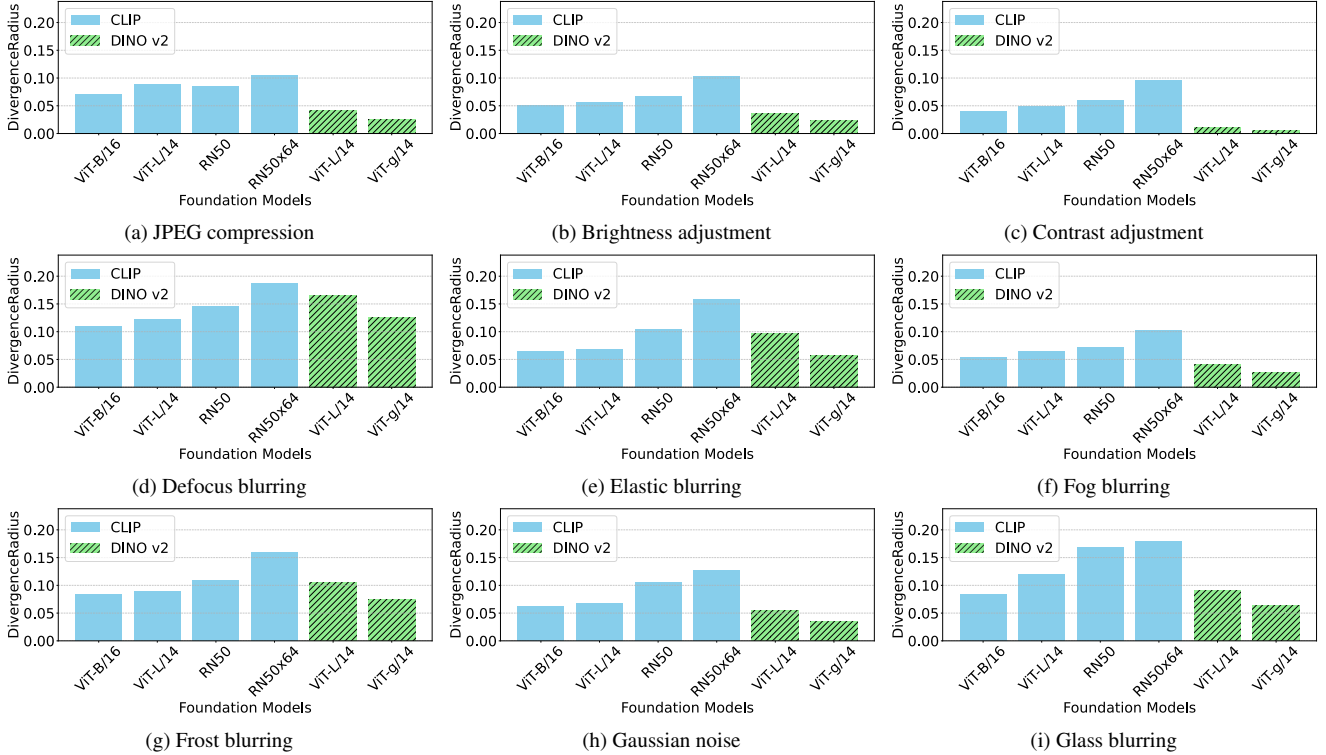 DivergenceRadius
0.20
0.15
0.10
0.05
0.00
CLIP
DINO v2
ViT-B/16
ViT-L/14
RN50
RN50x64
ViT-L/14
ViT-g/14
Foundation Models
(a) JPEG compression
DivergenceRadius
0.20
0.15
0.10
0.05
0.00
CLIP
DINO v2
ViT-B/16
ViT-L/14
RN50
RN50x64
ViT-L/14
ViT-g/14
Foundation Models
(b) Brightness adjustment
DivergenceRadius
0.20
0.15
0.10
0.05
0.00
CLIP
DINO v2
ViT-B/16
ViT-L/14
RN50
RN50x64
ViT-L/14
ViT-g/14
Foundation Models
(c) Contrast adjustment
DivergenceRadius
0.20
0.15
0.10
0.05
0.00
CLIP
DINO v2
ViT-B/16
ViT-L/14
RN50
RN50x64
ViT-L/14
ViT-g/14
Foundation Models
(d) Defocus blurring
DivergenceRadius
0.20
0.15
0.10
0.05
0.00
CLIP
DINO v2
ViT-B/16
ViT-L/14
RN50
RN50x64
ViT-L/14
ViT-g/14
Foundation Models
(e) Elastic blurring
DivergenceRadius
0.20
0.15
0.10
0.05
0.00
CLIP
DINO v2
ViT-B/16
ViT-L/14
RN50
RN50x64
ViT-L/14
ViT-g/14
Foundation Models
(f) Fog blurring
DivergenceRadius
0.20
0.15
0.10
0.05
0.00
CLIP
DINO v2
ViT-B/16
ViT-L/14
RN50
RN50x64
ViT-L/14
ViT-g/14
Foundation Models
(g) Frost blurring
DivergenceRadius
0.20
0.15
0.10
0.05
0.00
CLIP
DINO v2
ViT-B/16
ViT-L/14
RN50
RN50x64
ViT-L/14
ViT-g/14
Foundation Models
(h) Gaussian noise
DivergenceRadius
0.20
0.15
0.10
0.05
0.00
CLIP
DINO v2
ViT-B/16
ViT-L/14
RN50
RN50x64
ViT-L/14
ViT-g/14
Foundation Models
(i) Glass blurring